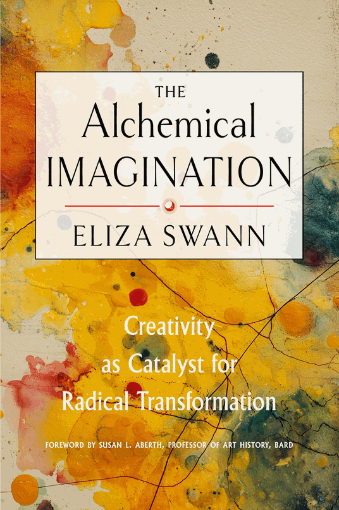 THE
Alchemical
IMAGINATION
ELIZA SWANN
Creativity
as Catalyst for
Radical Transformation
FOREWORD BY SUSAN L. ABERTH, PROFESSOR OF ART HISTORY, BARD